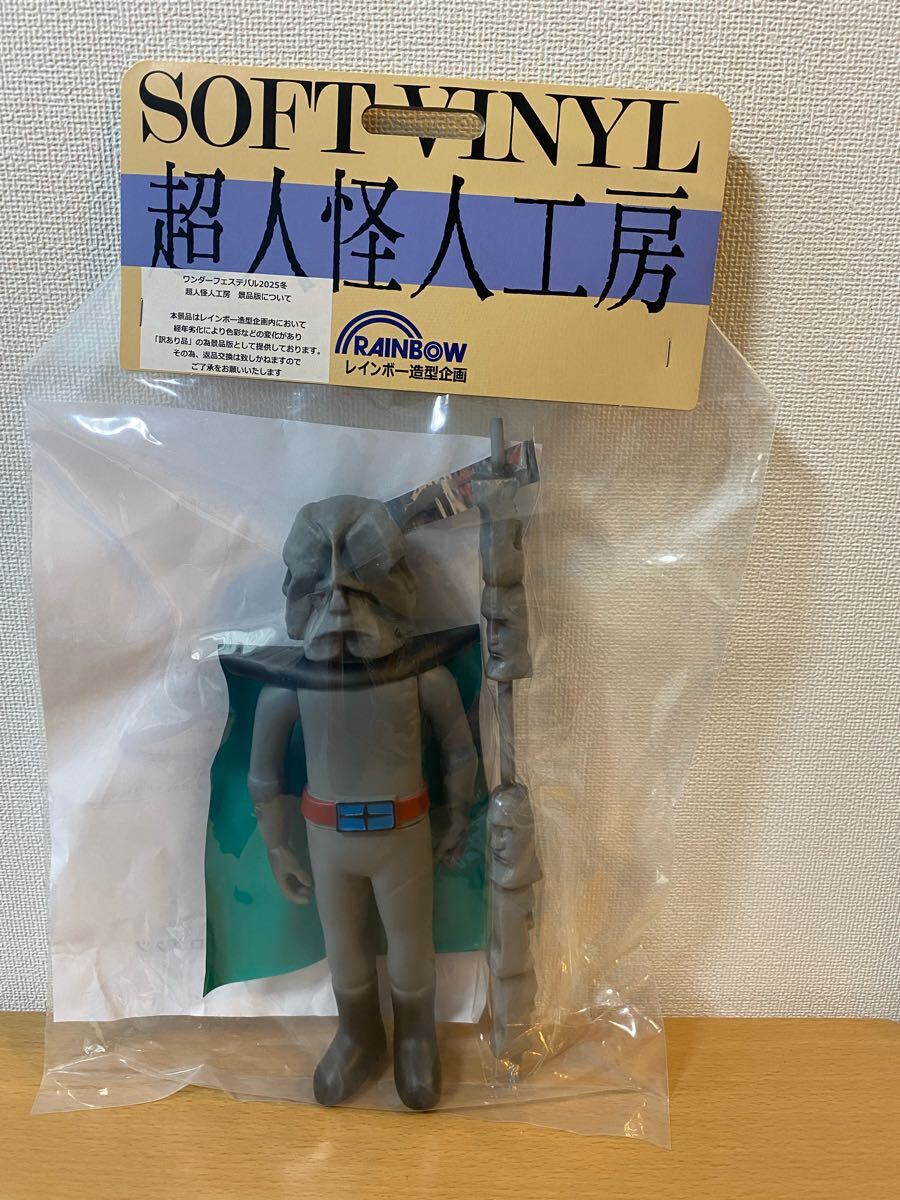 SOFT VINYL
超人怪人工房
ワンダーフェステバル2025冬
超人怪人工房 景品版について
本景品はレインボー造型企画内において
経年劣化により色彩などの変化があり
「訳あり品」の為景品版として提供しております。
その為、返品交換は致しかねますので
ご了承をお願いいたします
RAINBOW
レインボー造型企画